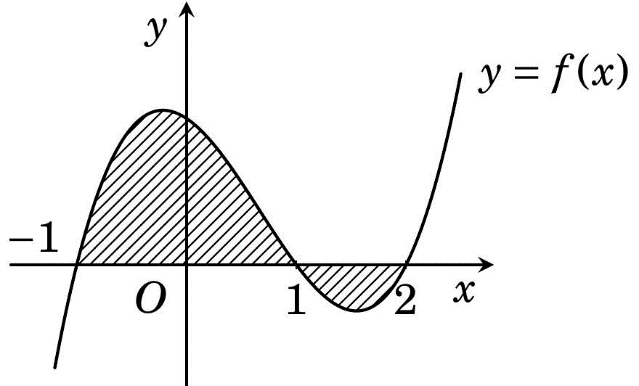 y
y = f(x)
−1
O
1
2
x